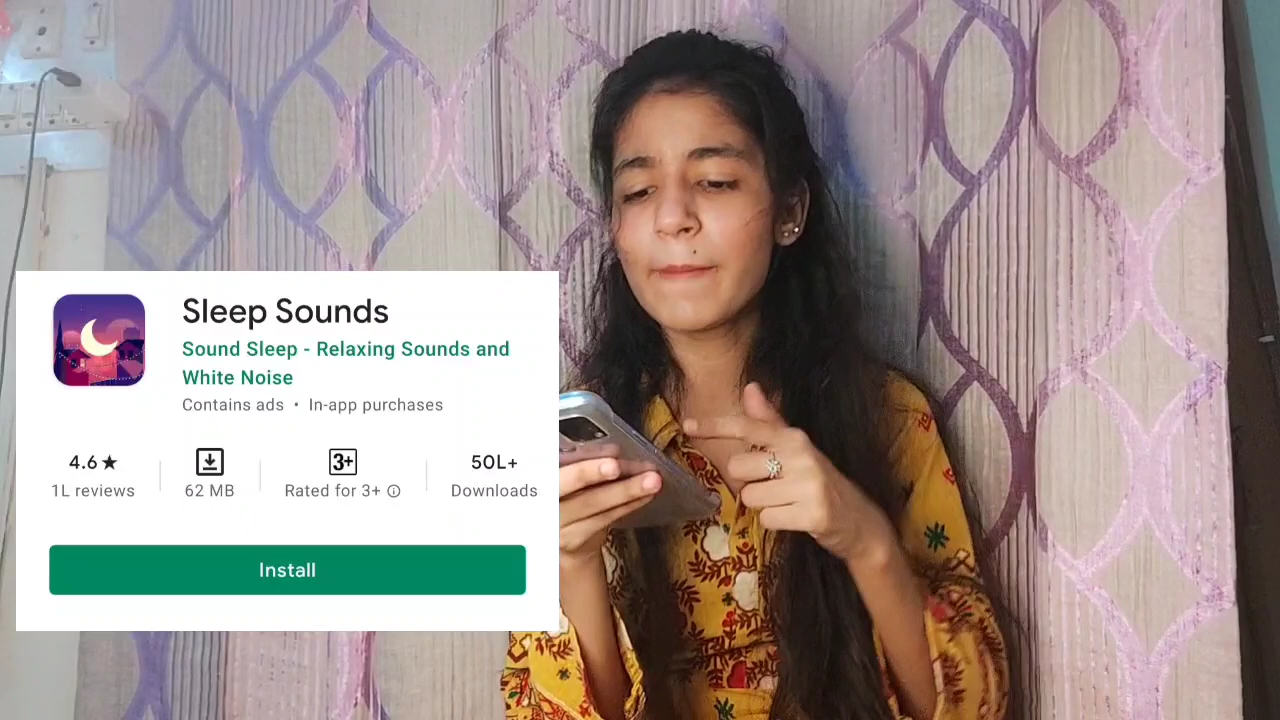 Sleep Sounds
Sound Sleep - Relaxing Sounds and
White Noise
Contains ads • In-app purchases
4.6★ 3+ 50L+
1L reviews 62 MB Rated for 3+ Downloads
Install